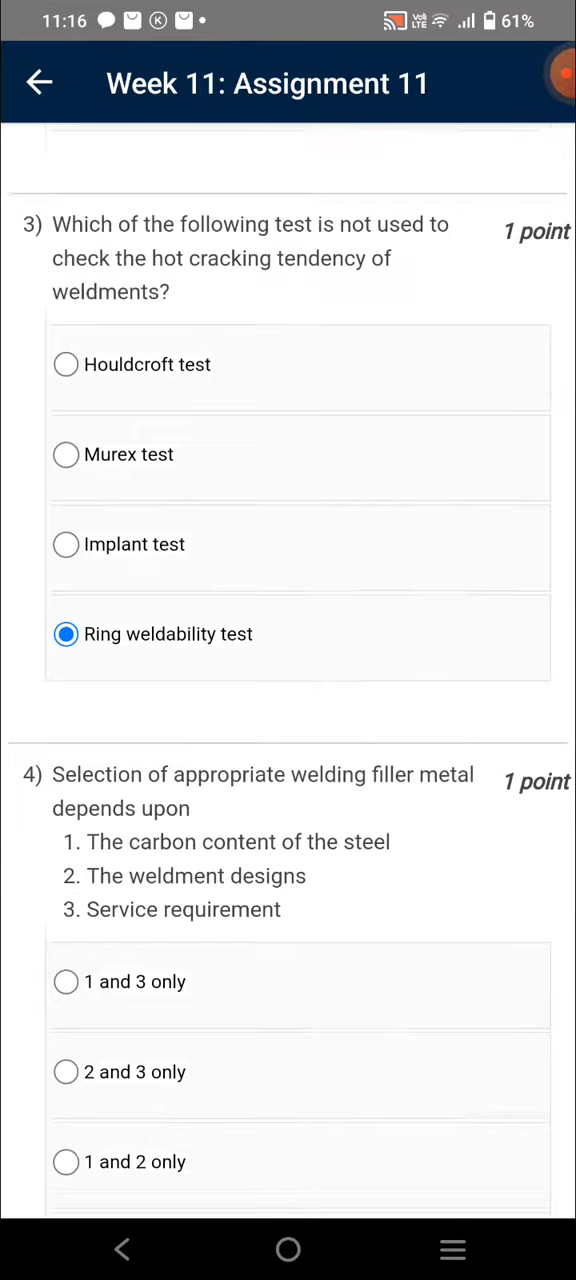 11:16 61%
Week 11: Assignment 11
3) Which of the following test is not used to 1 point
check the hot cracking tendency of
weldments?
Houldcroft test
Murex test
Implant test
Ring weldability test
4) Selection of appropriate welding filler metal 1 point
depends upon
1. The carbon content of the steel
2. The weldment designs
3. Service requirement
1 and 3 only
2 and 3 only
1 and 2 only